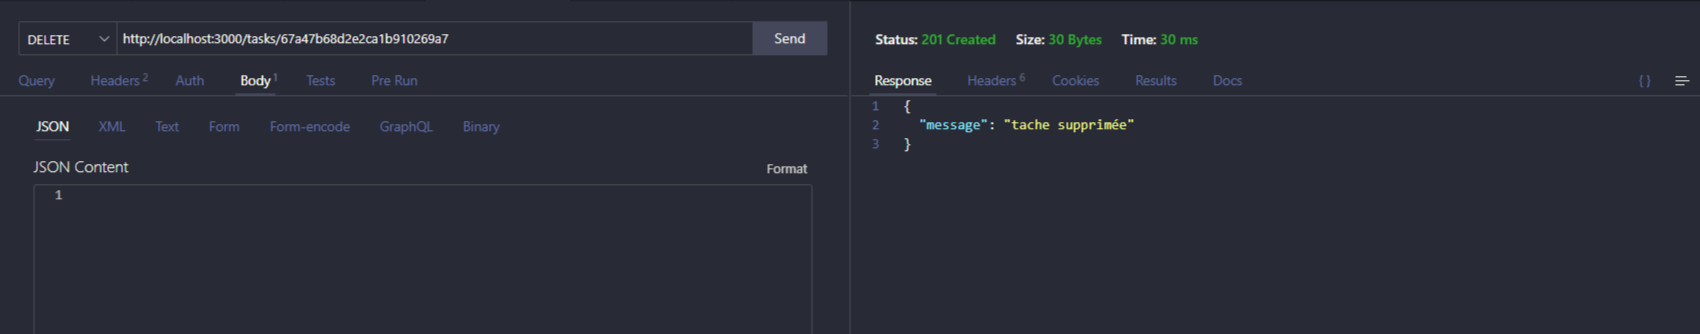 DELETE http://localhost:3000/tasks/67a47b68d2e2ca1b910269a7 Send
Query Headers 2 Auth Body 1 Tests Pre Run
JSON XML Text Form Form-encode GraphQL Binary
JSON Content Format
1
Status: 201 Created Size: 30 Bytes Time: 30 ms
Response Headers 6 Cookies Results Docs {}
1 {
2 "message": "tache supprimée"
3 }